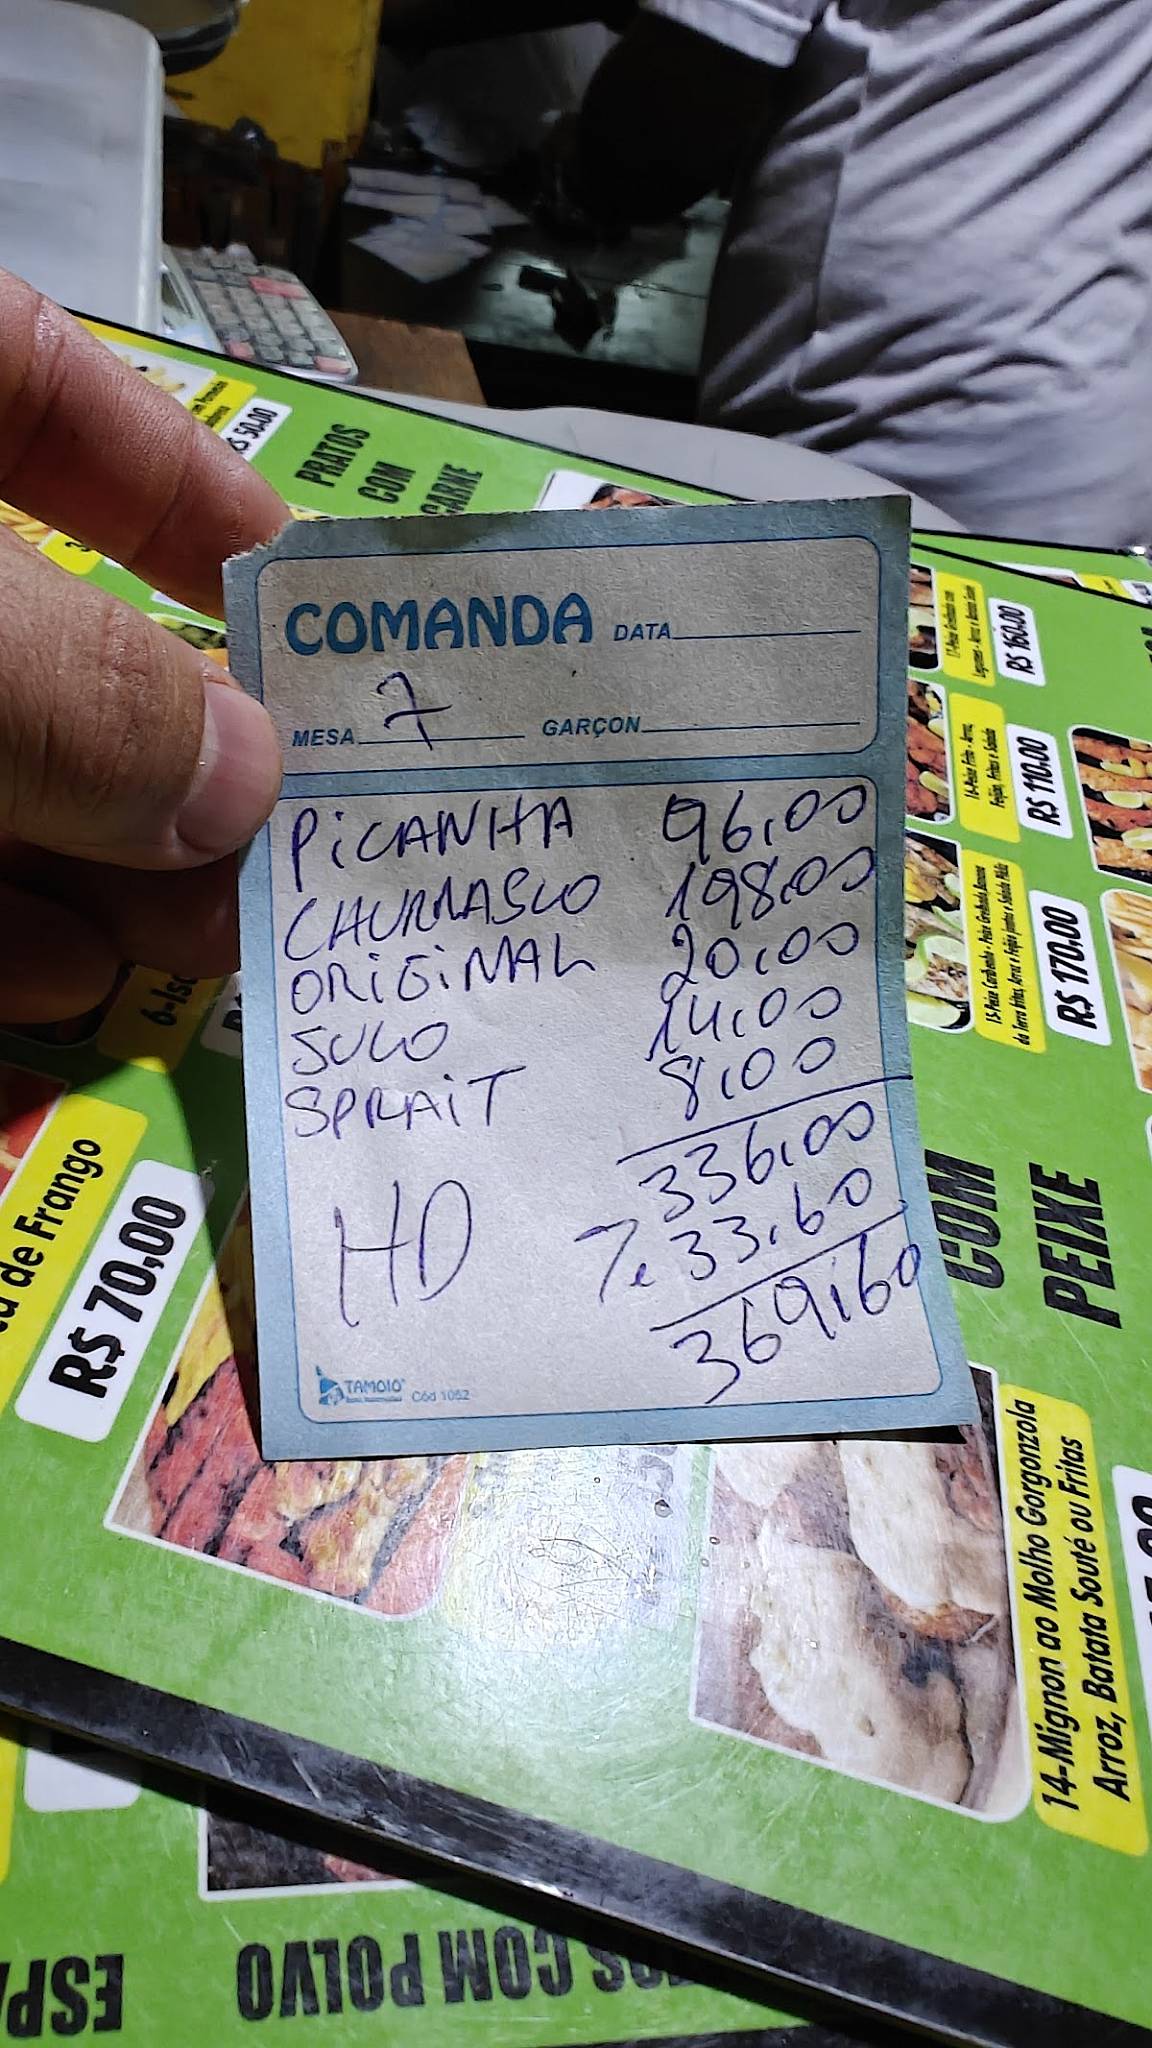 COMANDA DATA
MESA 7 GARÇON
PiCANHA 96,00
CHURRASCO 198,00
ORIGINAL 20,00
SUCO 14,00
SPRAiT 8,00
336,00
HD %. 33,60
369,60
TAMOIO Cód 1052
R$ 50,00
PRATOS
COM
CARNE
R$ 160,00
R$ 110,00
R$ 170,00
COM
PEIXE
de Frango
R$ 70,00
14-Mignon ao Molho Gorgonzola
Arroz, Batata Souté ou Fritas
COM POLVO